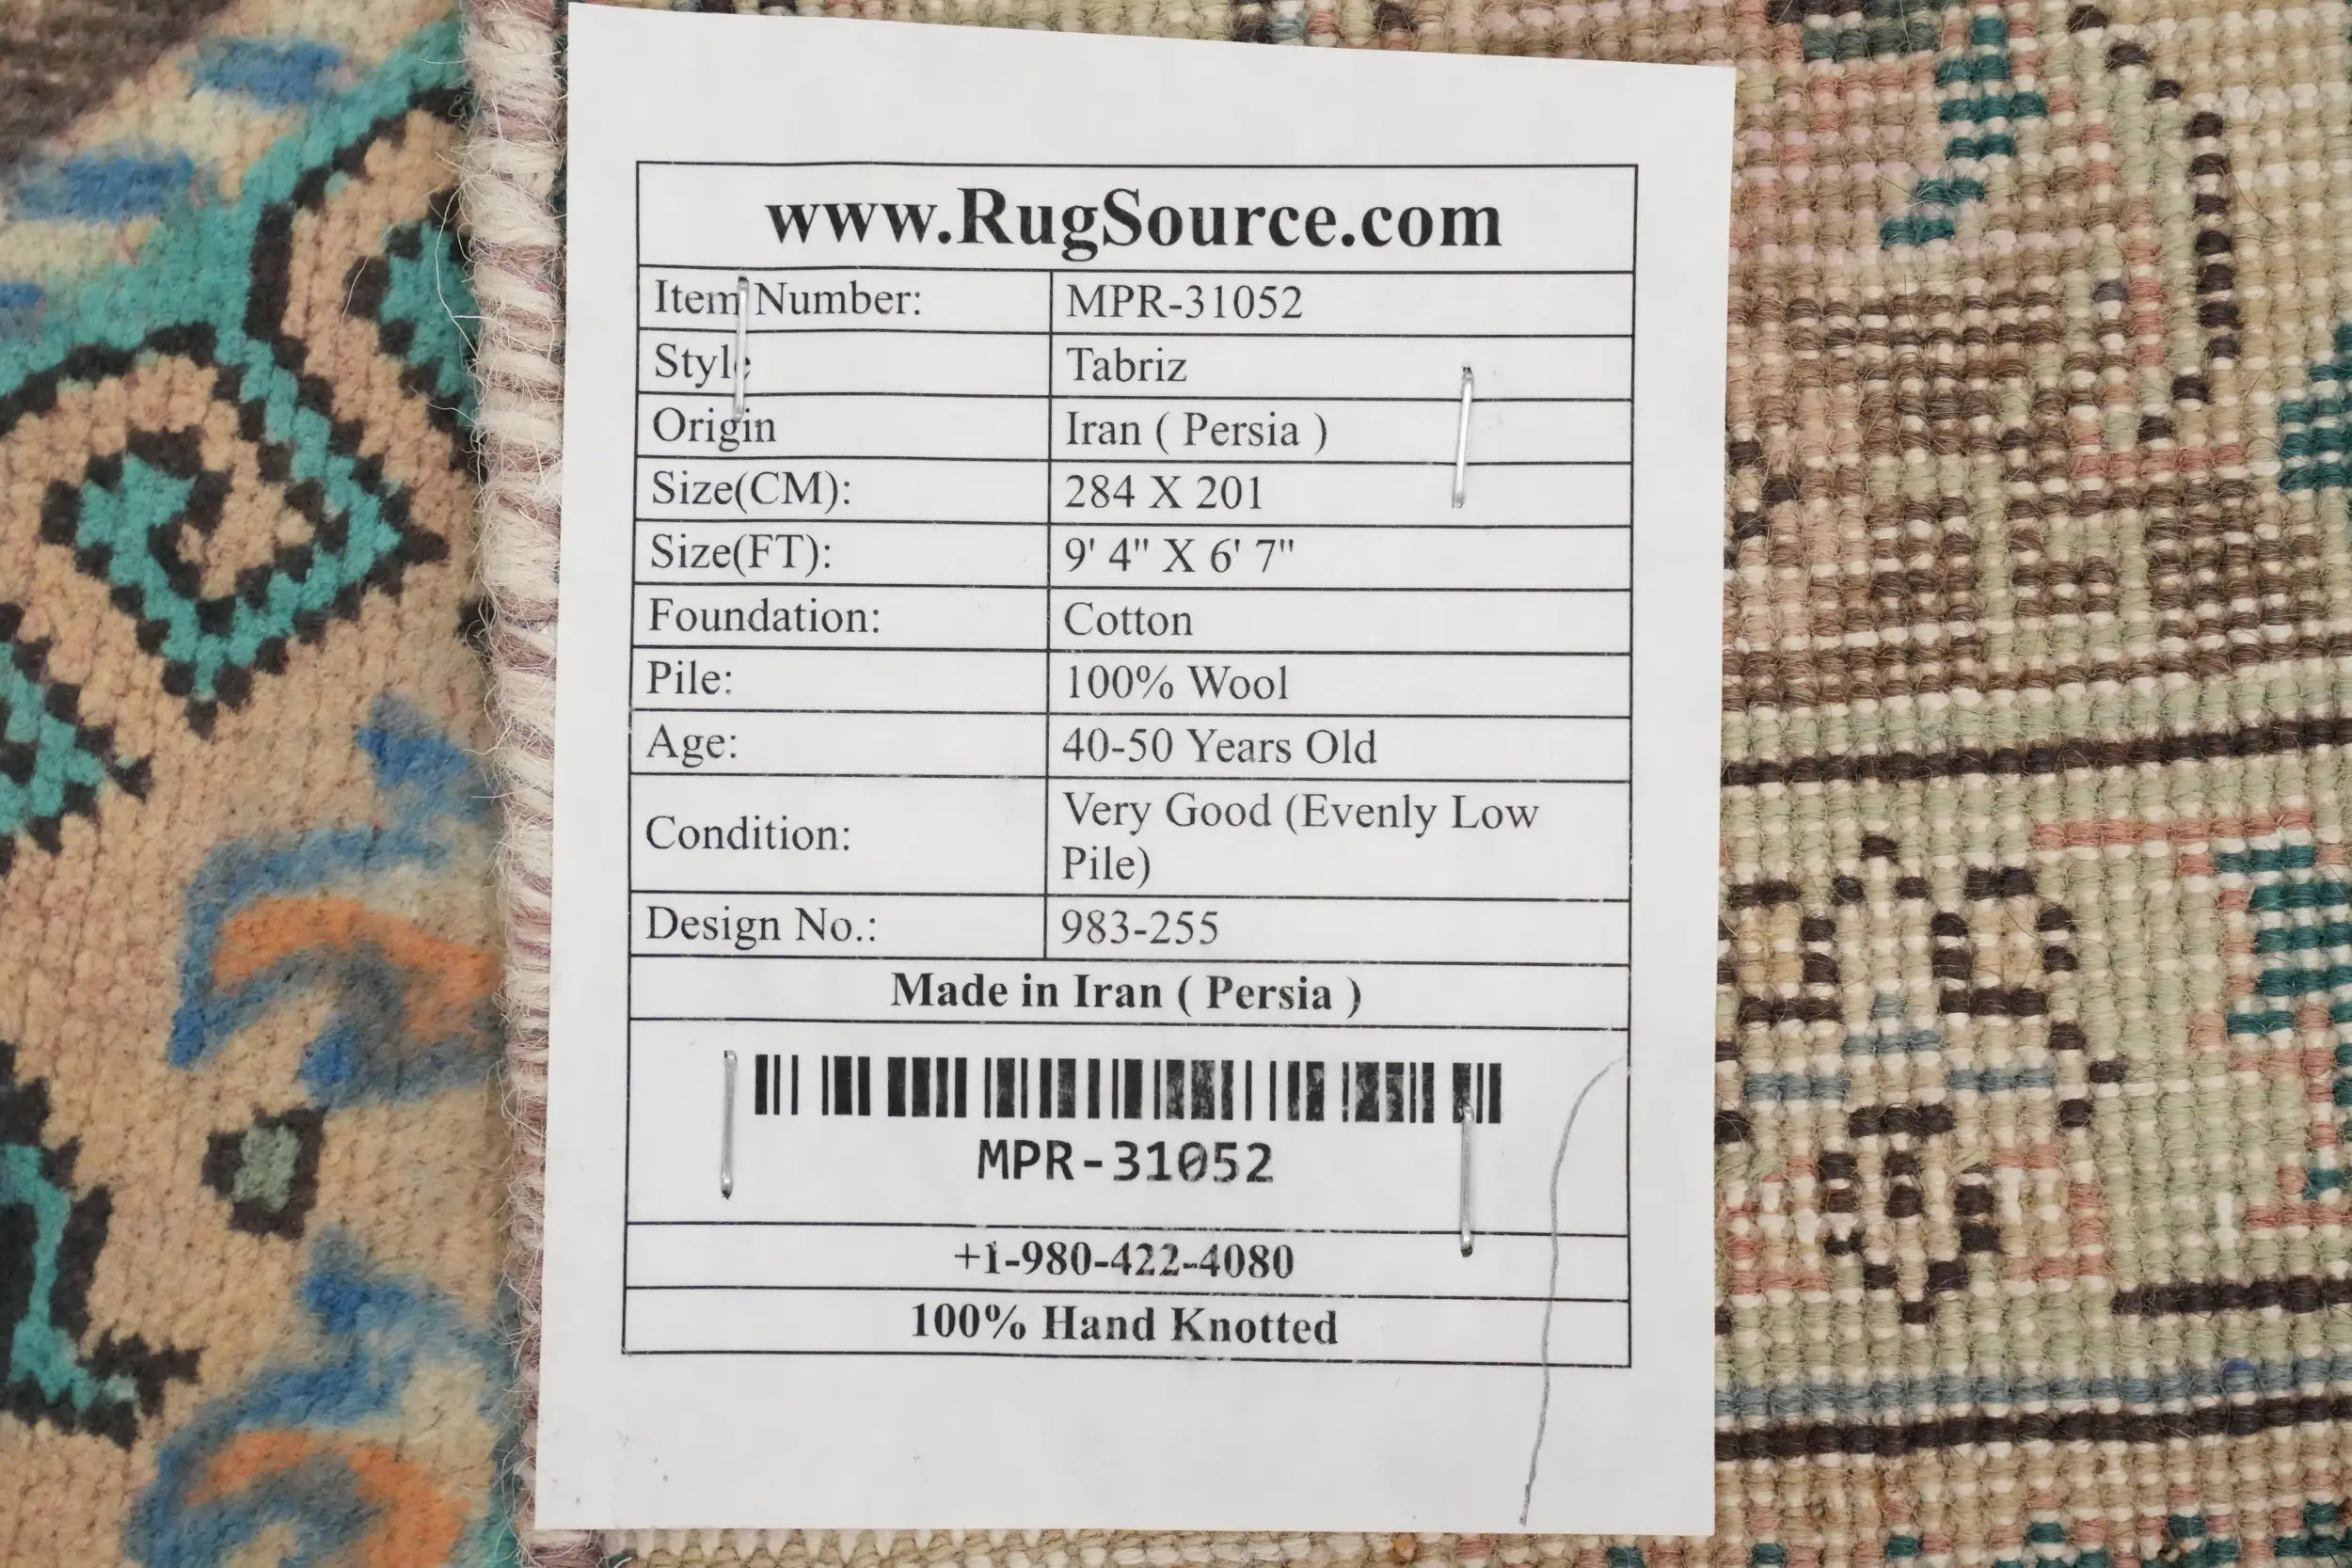 www.RugSource.com
Item Number: MPR-31052
Style Tabriz
Origin Iran ( Persia )
Size(CM): 284 X 201
Size(FT): 9' 4" X 6' 7"
Foundation: Cotton
Pile: 100% Wool
Age: 40-50 Years Old
Condition: Very Good (Evenly Low
Pile)
Design No.: 983-255
Made in Iran ( Persia )
MPR-31052
+1-980-422-4080
100% Hand Knotted